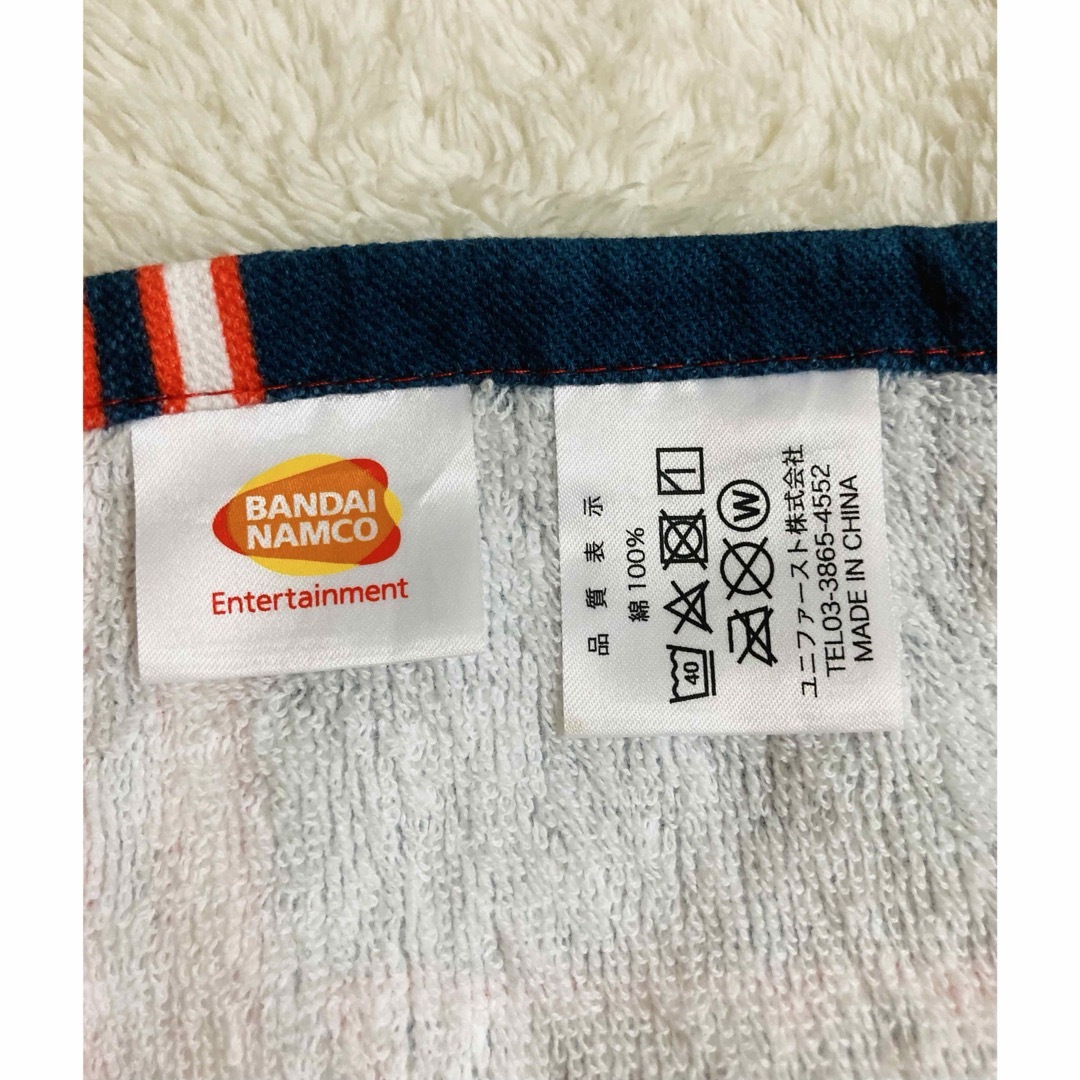 BANDAI
NAMCO
Entertainment
品質表示
綿100%
40
W
ユニファースト株式会社
TEL03-3865-4552
MADE IN CHINA